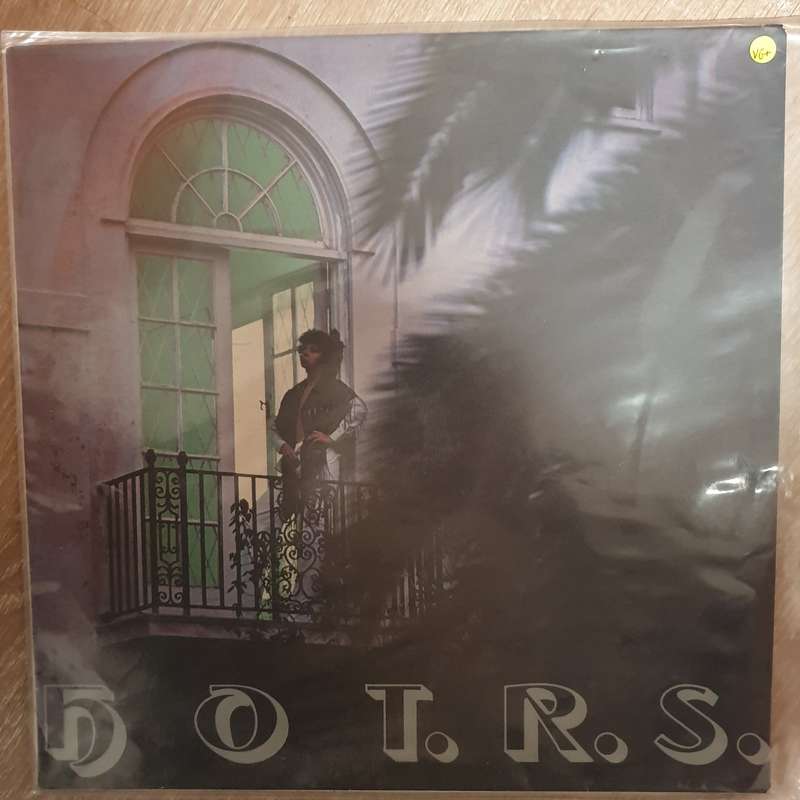 VG+
H O T. R. S.